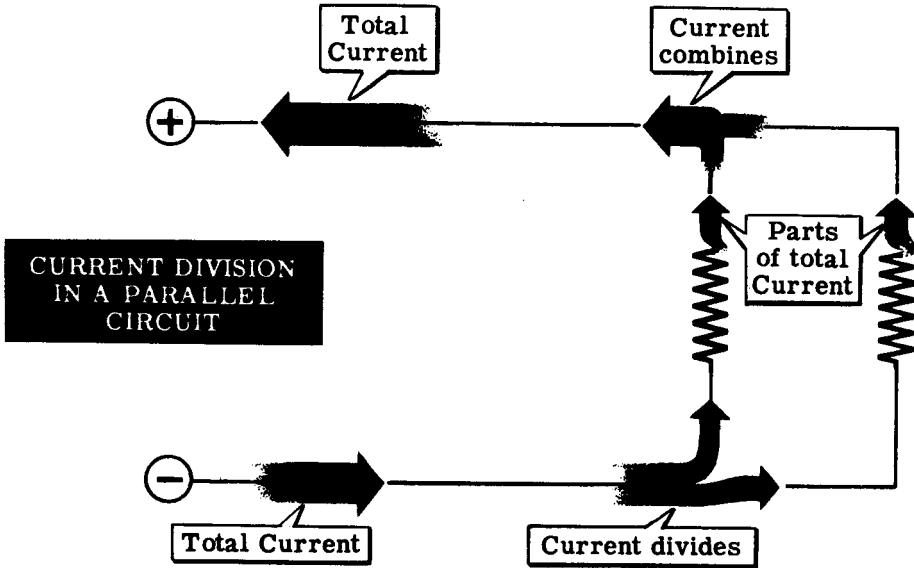 Total
Current
Current
combines
+
Parts
of total
Current
CURRENT DIVISION
IN A PARALLEL
CIRCUIT
−
Total Current
Current divides